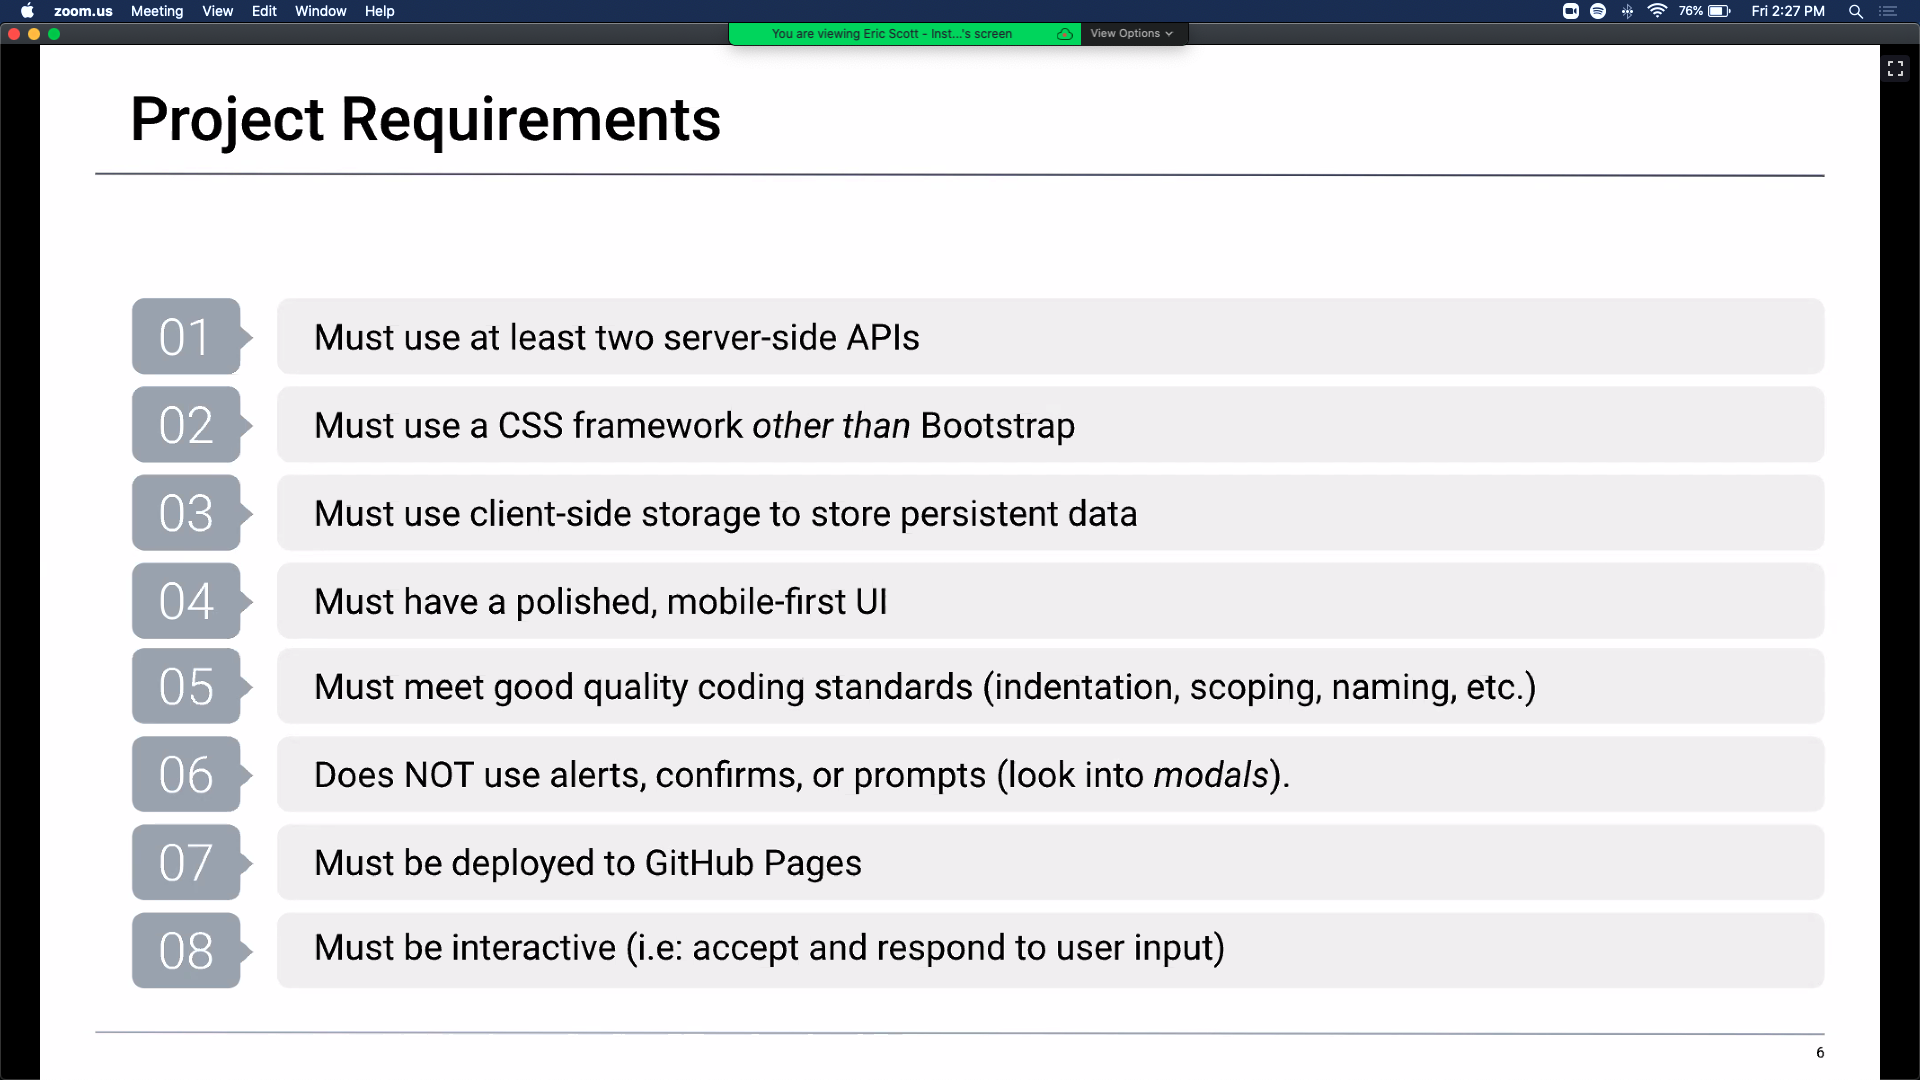 zoom.us Meeting View Edit Window Help 76% Fri 2:27 PM
You are viewing Eric Scott - Inst...'s screen View Options
Project Requirements
01 Must use at least two server-side APIs
02 Must use a CSS framework other than Bootstrap
03 Must use client-side storage to store persistent data
04 Must have a polished, mobile-first UI
05 Must meet good quality coding standards (indentation, scoping, naming, etc.)
06 Does NOT use alerts, confirms, or prompts (look into modals).
07 Must be deployed to GitHub Pages
08 Must be interactive (i.e: accept and respond to user input)
6